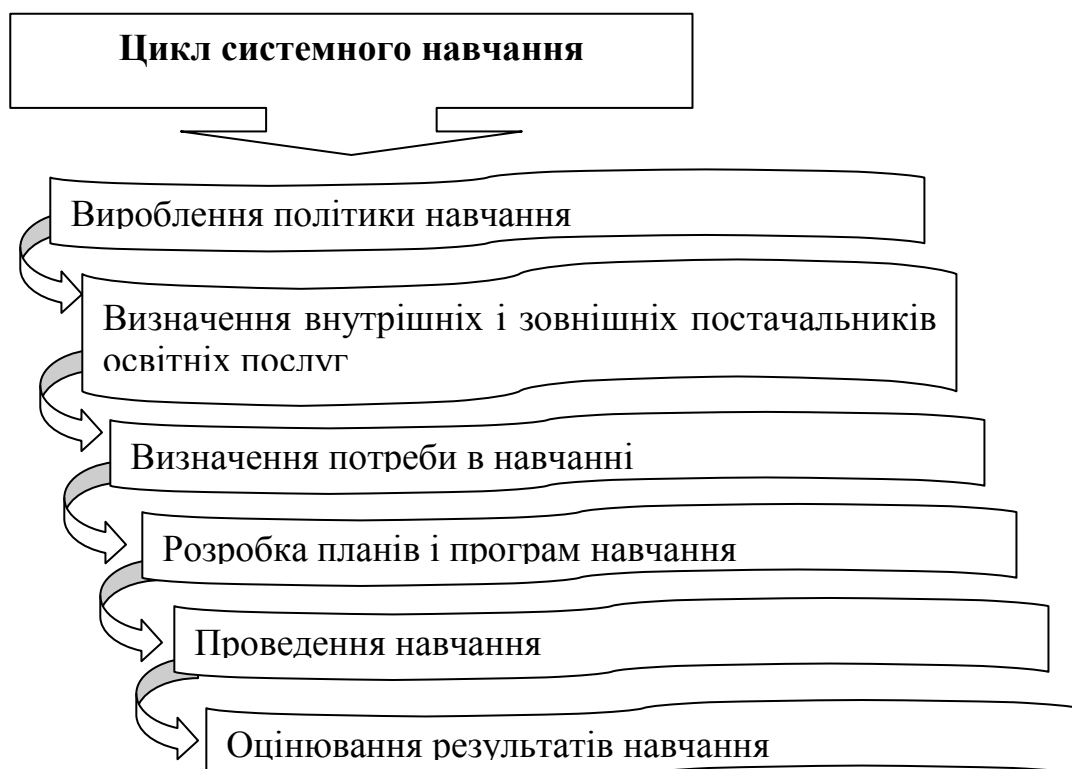 Цикл системного навчання
Вироблення політики навчання
Визначення внутрішніх і зовнішніх постачальників
освітніх послуг
Визначення потреби в навчанні
Розробка планів і програм навчання
Проведення навчання
Оцінювання результатів навчання